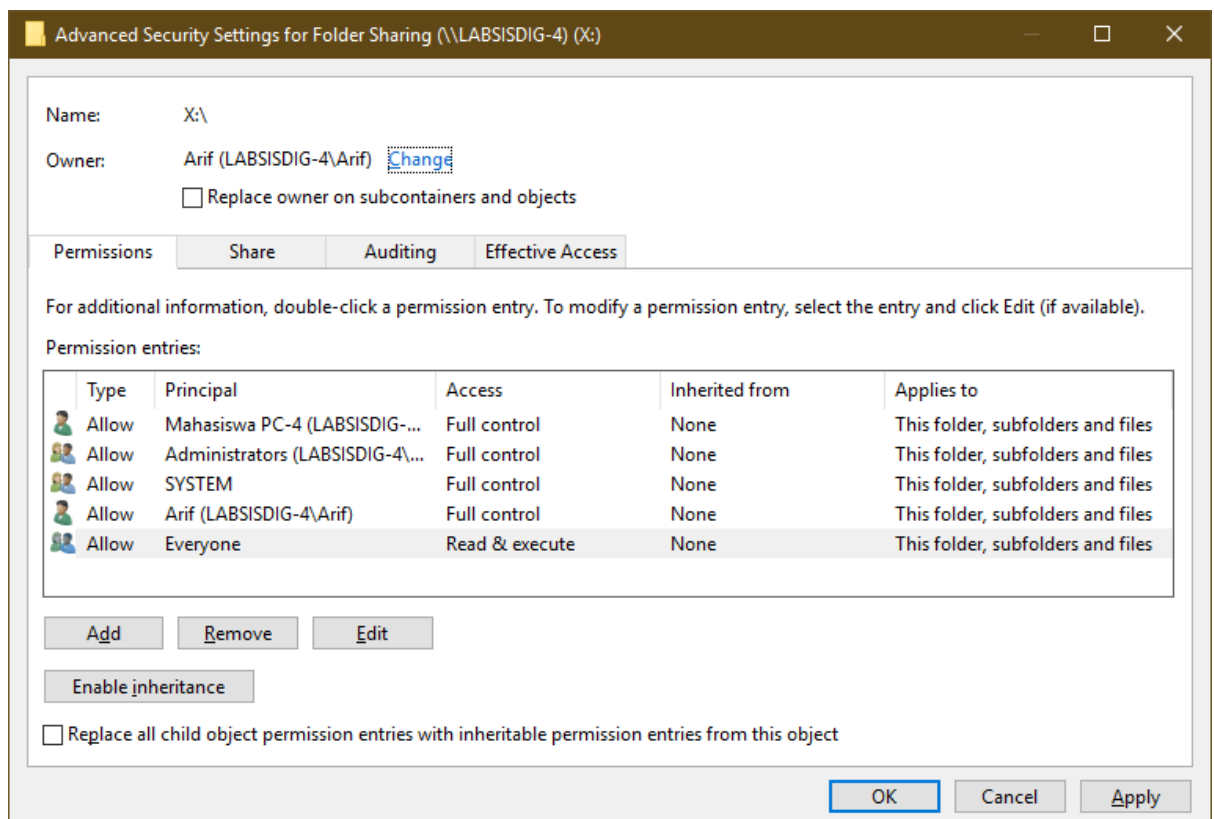 Advanced Security Settings for Folder Sharing (\\LABSISDIG-4) (X:)
Name: X:\
Owner: Arif (LABSISDIG-4\Arif) Change
Replace owner on subcontainers and objects
Permissions Share Auditing Effective Access
For additional information, double-click a permission entry. To modify a permission entry, select the entry and click Edit (if available).
Permission entries:
Type Principal Access Inherited from Applies to
Allow Mahasiswa PC-4 (LABSISDIG-... Full control None This folder, subfolders and files
Allow Administrators (LABSISDIG-4\... Full control None This folder, subfolders and files
Allow SYSTEM Full control None This folder, subfolders and files
Allow Arif (LABSISDIG-4\Arif) Full control None This folder, subfolders and files
Allow Everyone Read & execute None This folder, subfolders and files
Add Remove Edit
Enable inheritance
Replace all child object permission entries with inheritable permission entries from this object
OK Cancel Apply